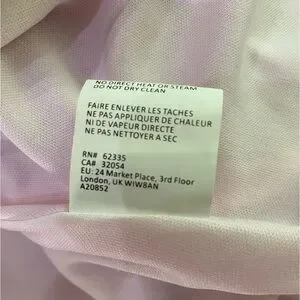 NO DIRECT HEAT OR STEAM
DO NOT DRY CLEAN
FAIRE ENLEVER LES TACHES
NE PAS APPLIQUER DE CHALEUR
NI DE VAPEUR DIRECTE
NE PAS NETTOYER A SEC
RN# 62335
CA# 32054
EU: 24 Market Place, 3rd Floor
London, UK WIW8AN
A20852